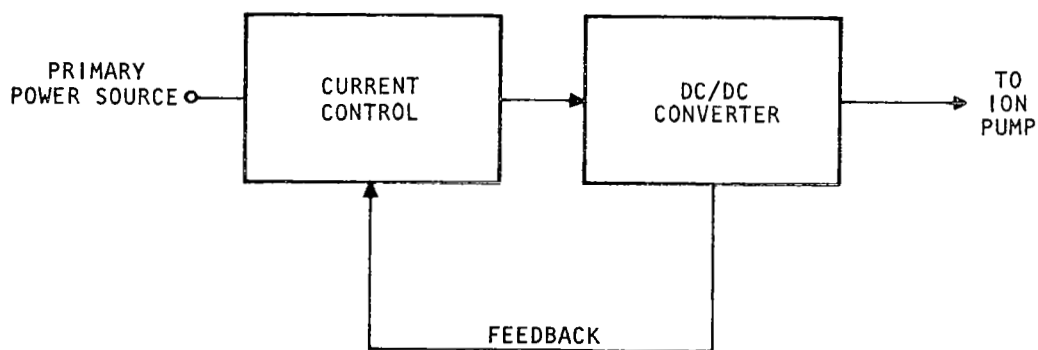 PRIMARY
POWER SOURCE
CURRENT
CONTROL
DC/DC
CONVERTER
TO
ION
PUMP
FEEDBACK